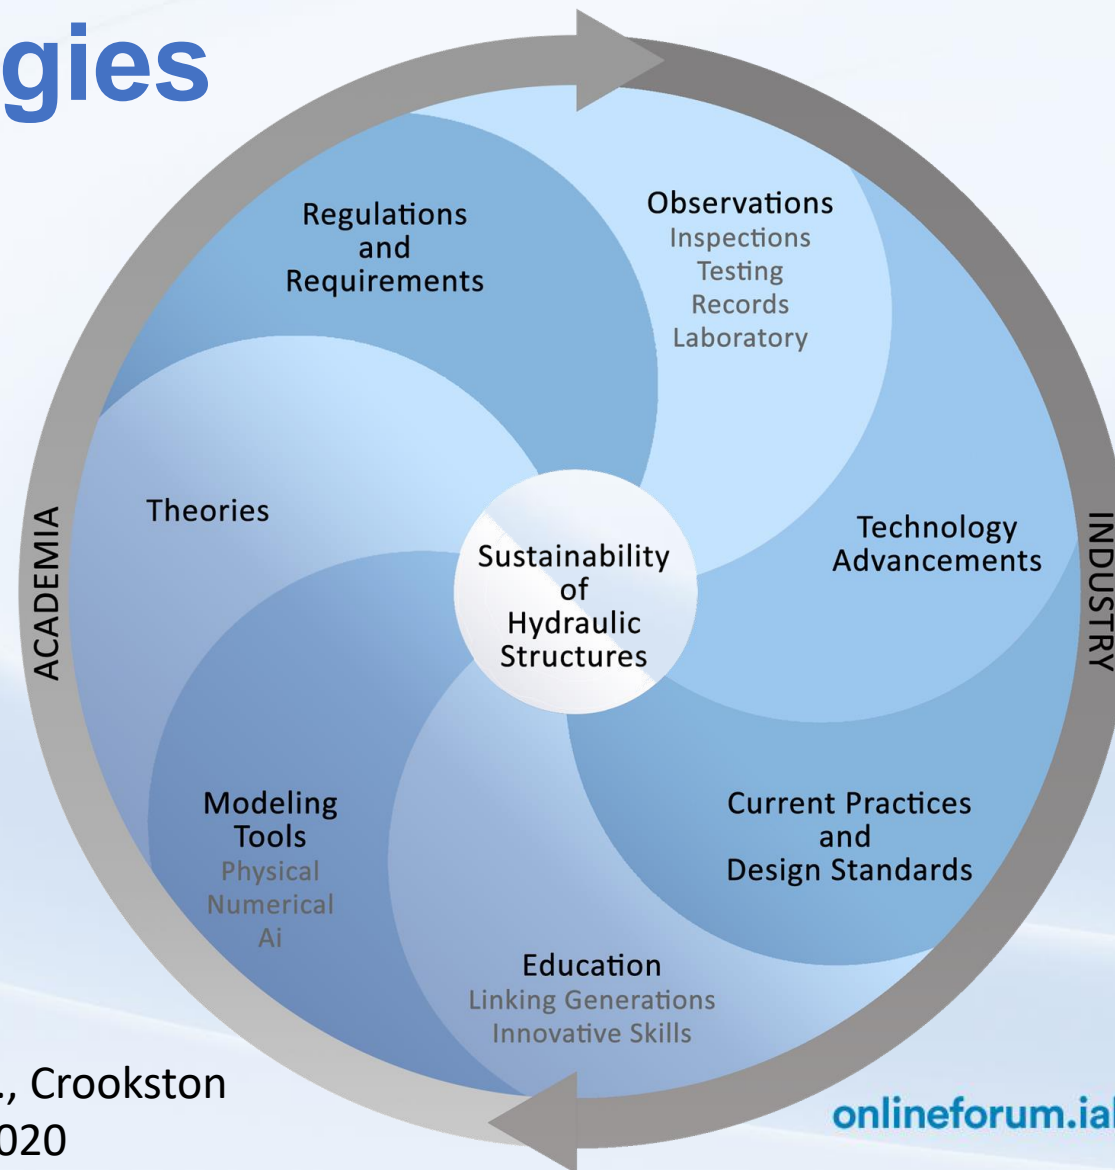 gies
Regulations
and
Requirements
Observations
Inspections
Testing
Records
Laboratory
Theories
Technology
Advancements
ACADEMIA
INDUSTRY
Sustainability
of
Hydraulic
Structures
Modeling
Tools
Physical
Numerical
Ai
Current Practices
and
Design Standards
Education
Linking Generations
Innovative Skills
., Crookston
020
onlineforum.ia